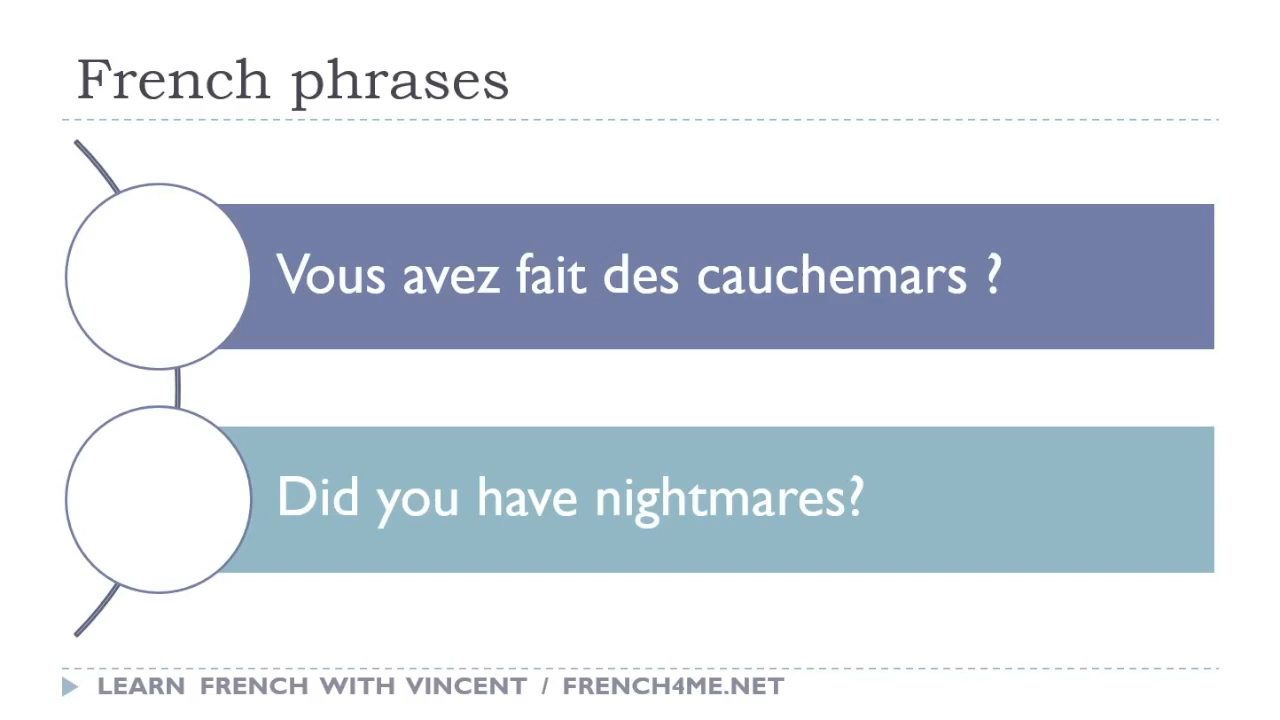 French phrases
Vous avez fait des cauchemars ?
Did you have nightmares?
LEARN FRENCH WITH VINCENT / FRENCH4ME.NET